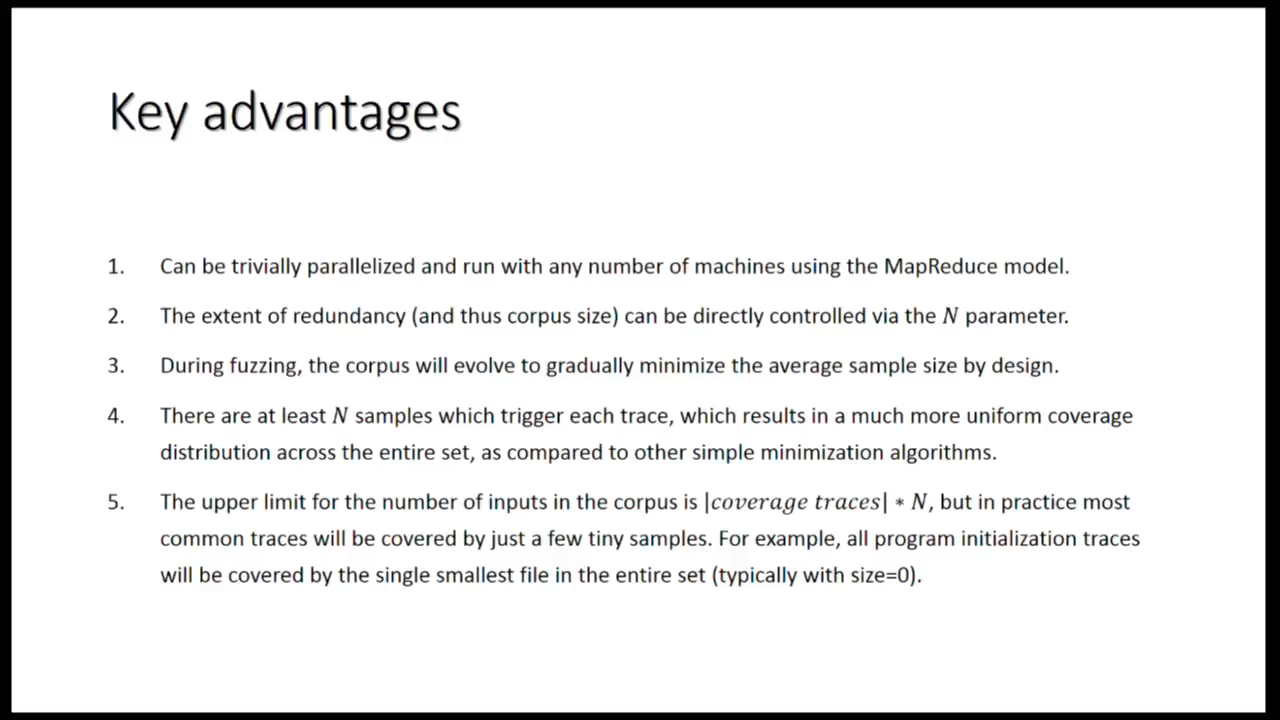 Key advantages
1. Can be trivially parallelized and run with any number of machines using the MapReduce model.
2. The extent of redundancy (and thus corpus size) can be directly controlled via the N parameter.
3. During fuzzing, the corpus will evolve to gradually minimize the average sample size by design.
4. There are at least N samples which trigger each trace, which results in a much more uniform coverage
distribution across the entire set, as compared to other simple minimization algorithms.
5. The upper limit for the number of inputs in the corpus is |coverage traces| * N, but in practice most
common traces will be covered by just a few tiny samples. For example, all program initialization traces
will be covered by the single smallest file in the entire set (typically with size=0).